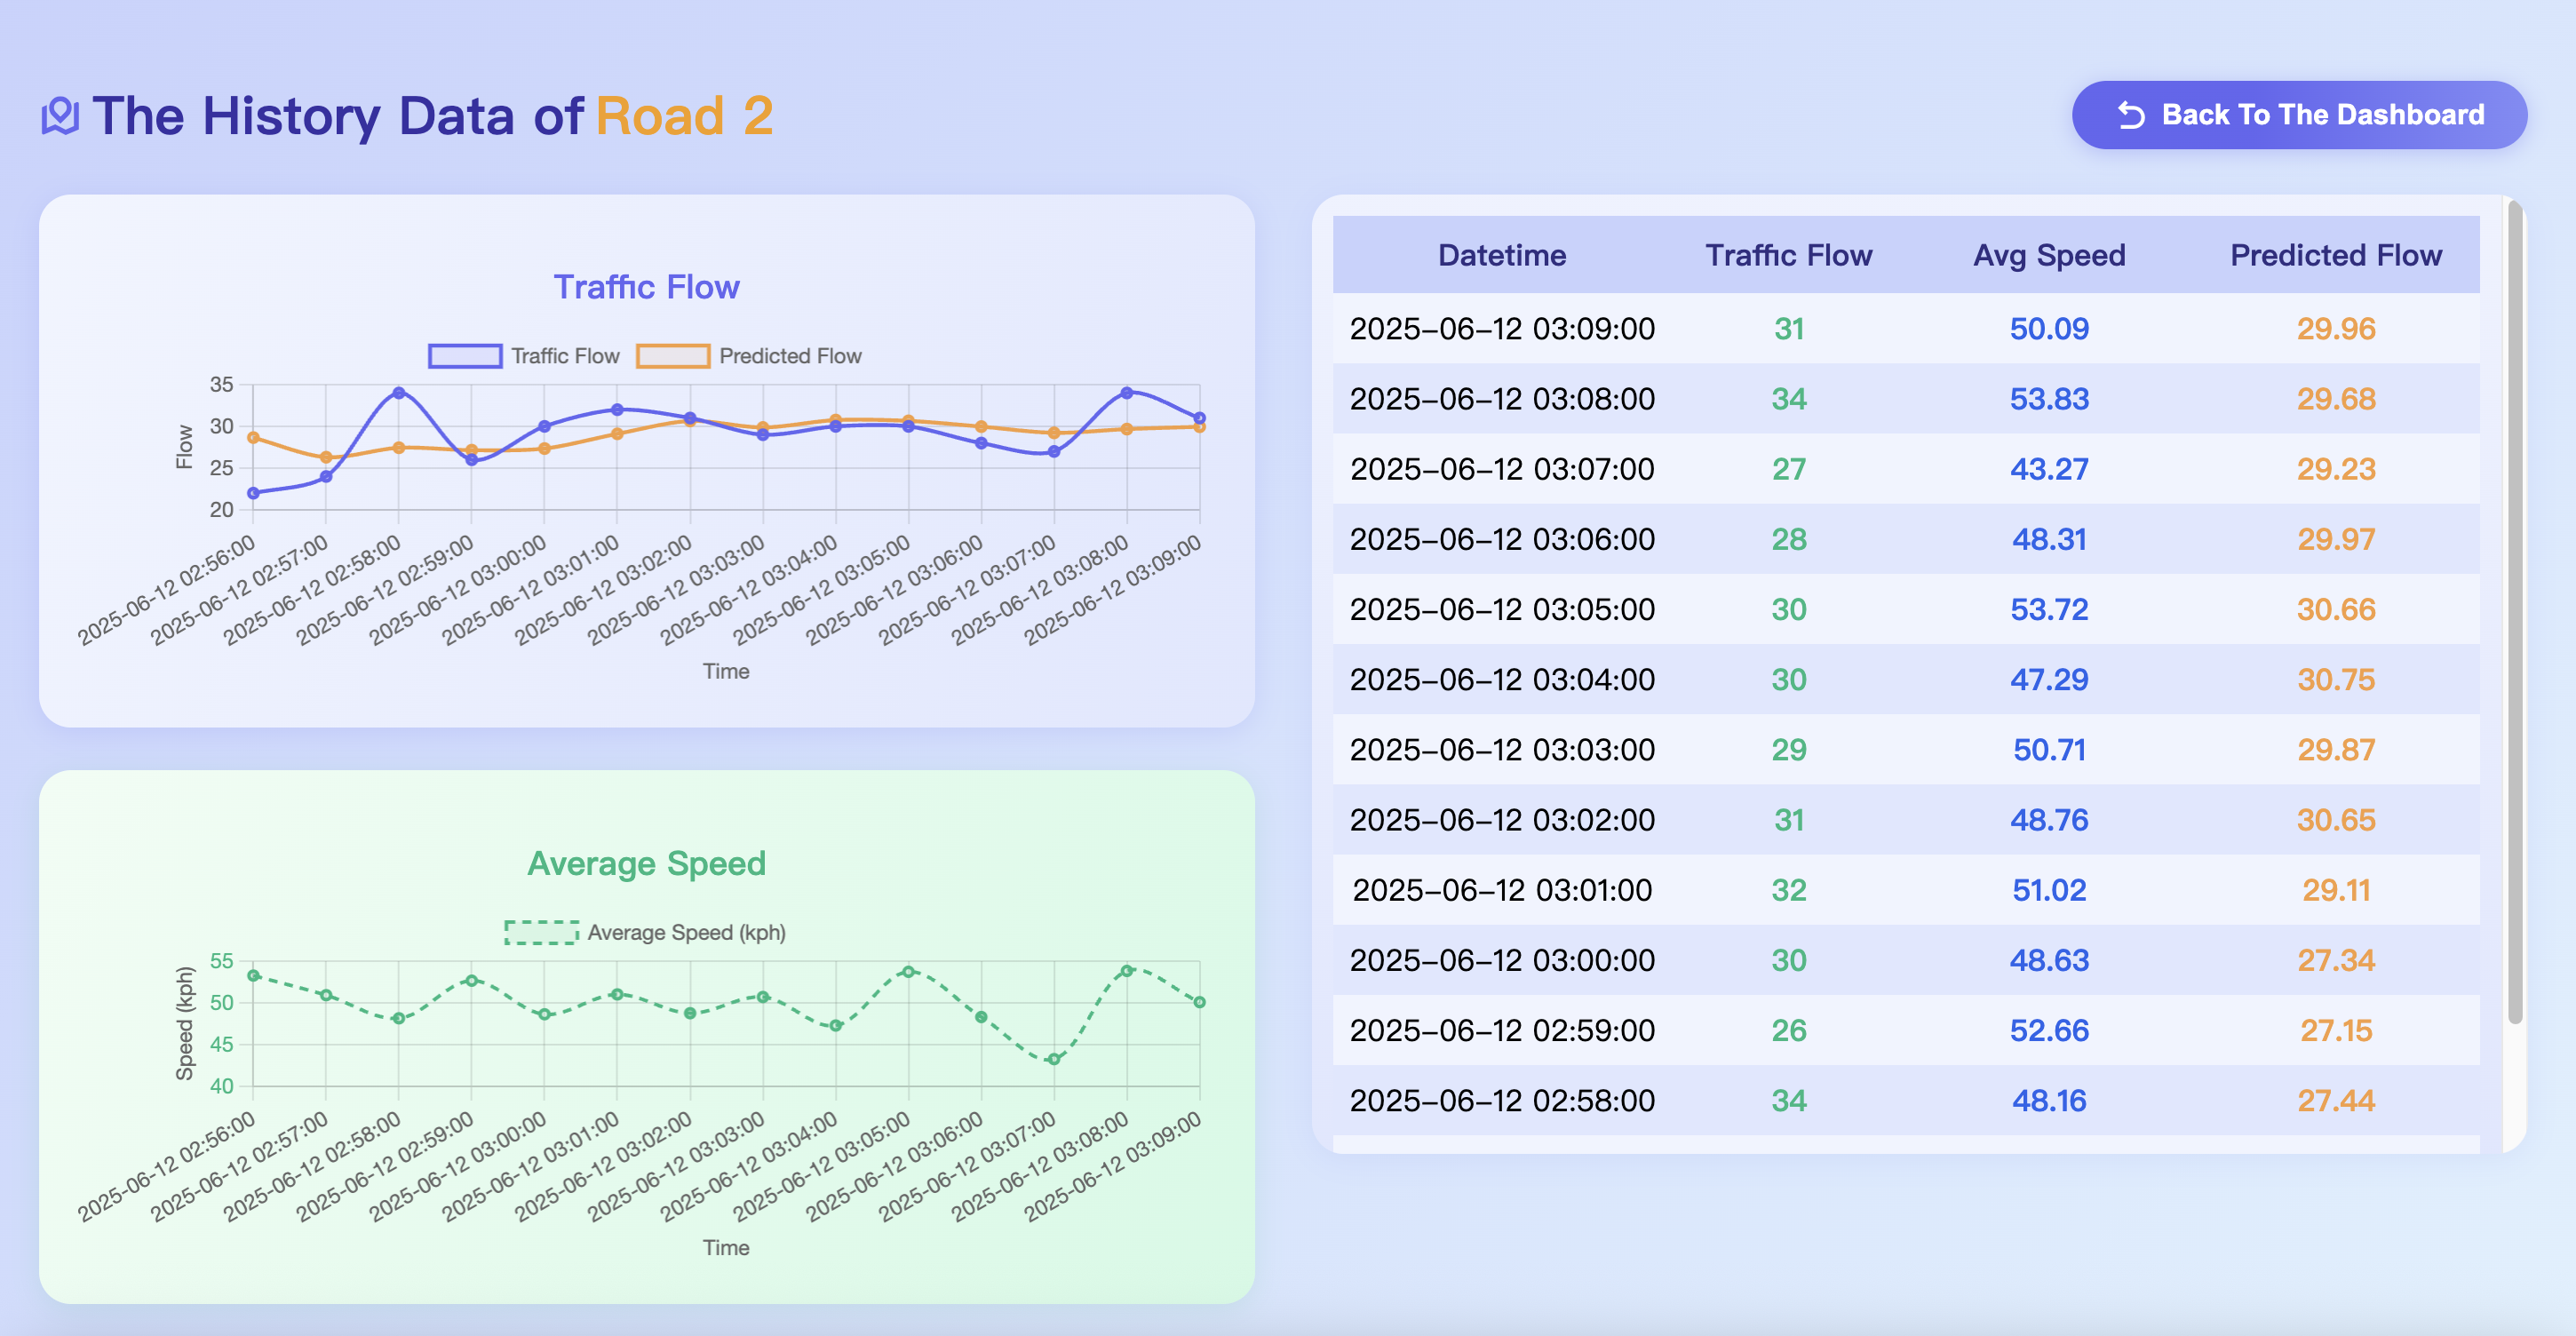 The History Data of Road 2
Back To The Dashboard
Traffic Flow
Traffic Flow Predicted Flow
35
30
25
20
Flow
2025-06-12 02:56:00
2025-06-12 02:57:00
2025-06-12 02:58:00
2025-06-12 02:59:00
2025-06-12 03:00:00
2025-06-12 03:01:00
2025-06-12 03:02:00
2025-06-12 03:03:00
2025-06-12 03:04:00
2025-06-12 03:05:00
2025-06-12 03:06:00
2025-06-12 03:07:00
2025-06-12 03:08:00
2025-06-12 03:09:00
Time
Average Speed
Average Speed (kph)
55
50
45
40
Speed (kph)
2025-06-12 02:56:00
2025-06-12 02:57:00
2025-06-12 02:58:00
2025-06-12 02:59:00
2025-06-12 03:00:00
2025-06-12 03:01:00
2025-06-12 03:02:00
2025-06-12 03:03:00
2025-06-12 03:04:00
2025-06-12 03:05:00
2025-06-12 03:06:00
2025-06-12 03:07:00
2025-06-12 03:08:00
2025-06-12 03:09:00
Time
Datetime Traffic Flow Avg Speed Predicted Flow
2025-06-12 03:09:00 31 50.09 29.96
2025-06-12 03:08:00 34 53.83 29.68
2025-06-12 03:07:00 27 43.27 29.23
2025-06-12 03:06:00 28 48.31 29.97
2025-06-12 03:05:00 30 53.72 30.66
2025-06-12 03:04:00 30 47.29 30.75
2025-06-12 03:03:00 29 50.71 29.87
2025-06-12 03:02:00 31 48.76 30.65
2025-06-12 03:01:00 32 51.02 29.11
2025-06-12 03:00:00 30 48.63 27.34
2025-06-12 02:59:00 26 52.66 27.15
2025-06-12 02:58:00 34 48.16 27.44